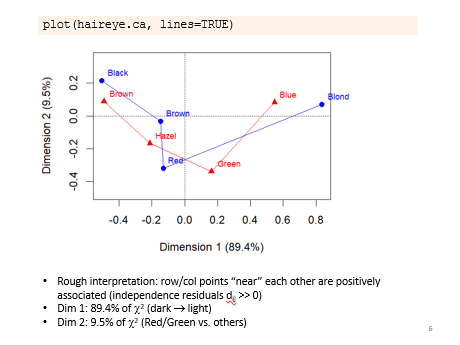 plot(haireye.ca, lines=TRUE)
Black
Brown
Brown
Hazel
Red
Green
Blue
Blond
Dimension 2 (9.5%)
0.2
0.0
-0.2
-0.4
-0.4 -0.2 0.0 0.2 0.4 0.6 0.8
Dimension 1 (89.4%)
• Rough interpretation: row/col points “near” each other are positively
associated (independence residuals dij >> 0)
• Dim 1: 89.4% of χ² (dark → light)
• Dim 2: 9.5% of χ² (Red/Green vs. others)
6